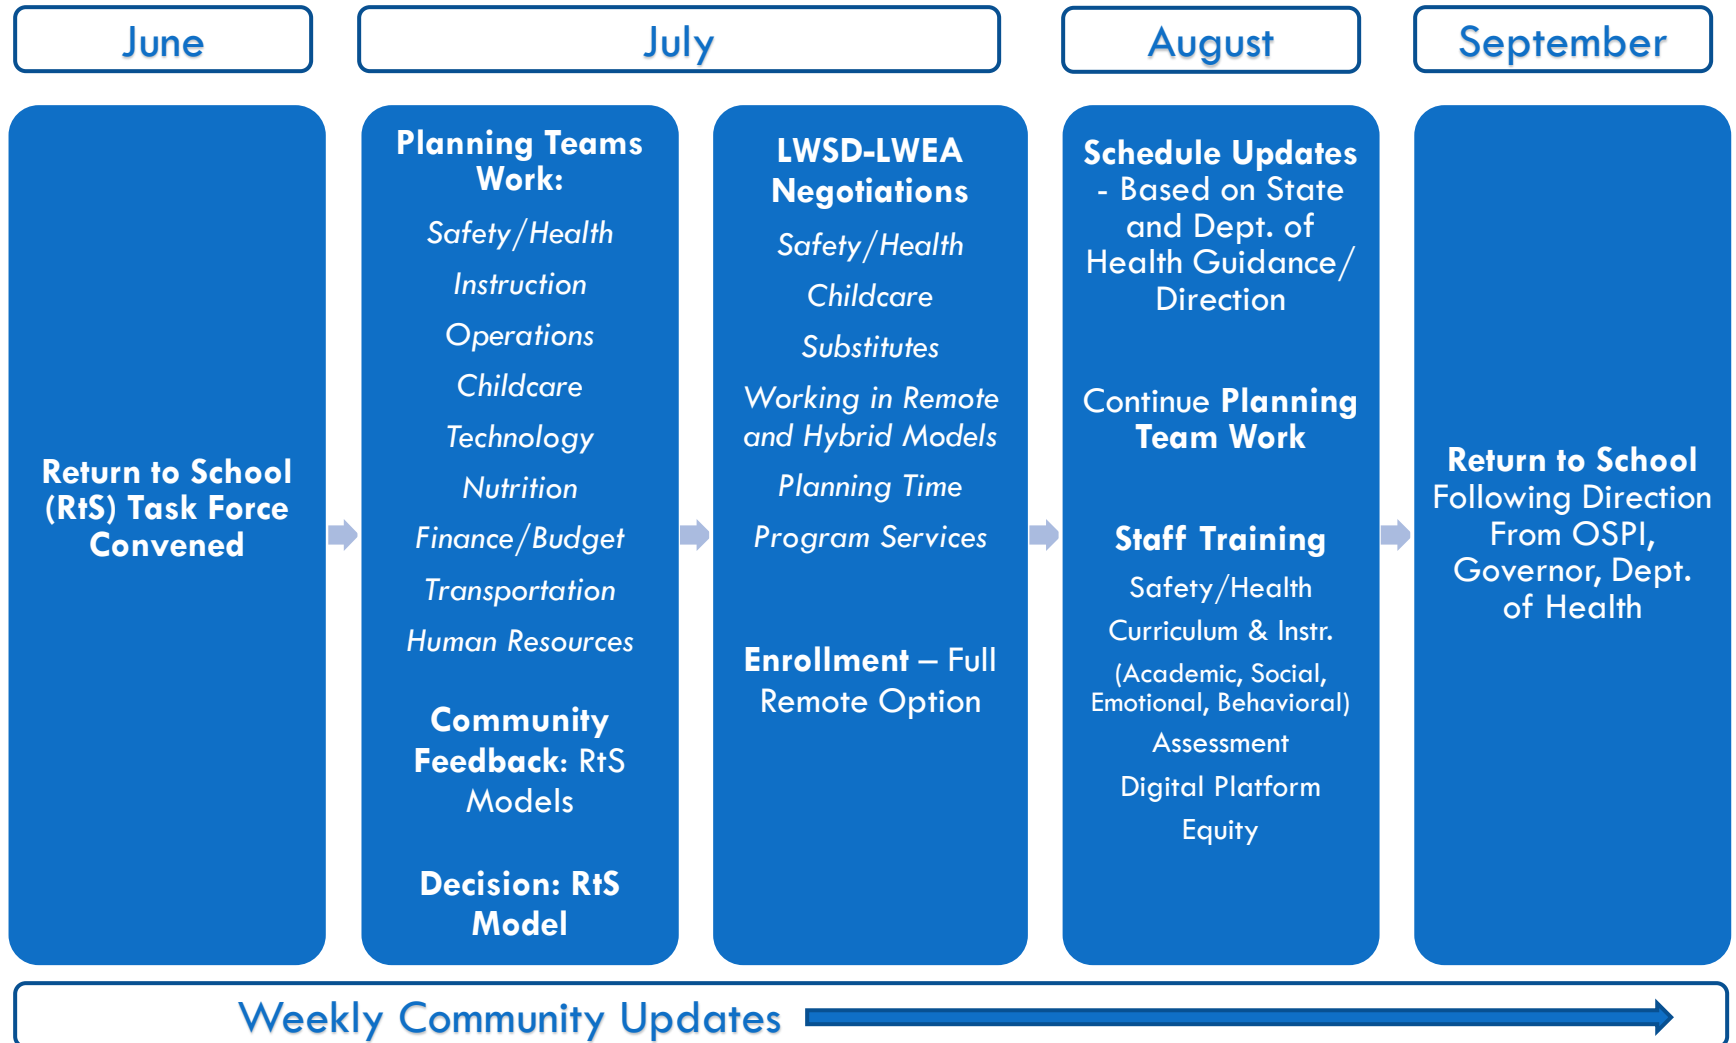 June
July
August
September
Return to School
(RtS) Task Force
Convened
Planning Teams
Work:
Safety/Health
Instruction
Operations
Childcare
Technology
Nutrition
Finance/Budget
Transportation
Human Resources
Community
Feedback: RtS
Models
Decision: RtS
Model
LWSD-LWEA
Negotiations
Safety/Health
Childcare
Substitutes
Working in Remote
and Hybrid Models
Planning Time
Program Services
Enrollment – Full
Remote Option
Schedule Updates
- Based on State
and Dept. of
Health Guidance/
Direction
Continue Planning
Team Work
Staff Training
Safety/Health
Curriculum & Instr.
(Academic, Social,
Emotional, Behavioral)
Assessment
Digital Platform
Equity
Return to School
Following Direction
From OSPI,
Governor, Dept.
of Health
Weekly Community Updates